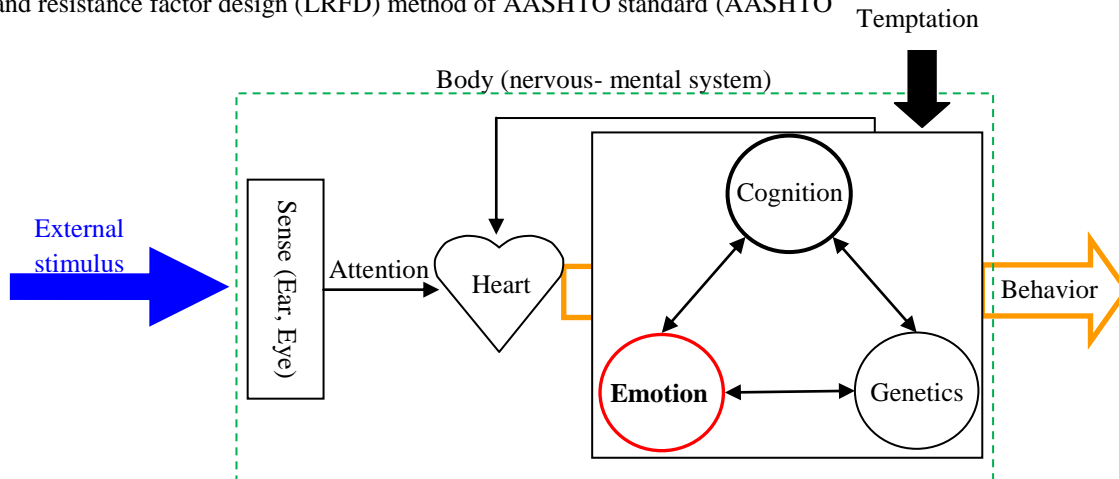 and resistance factor design (LRFD) method of AASHTO standard (AASHTO
Temptation
Body (nervous- mental system)
Cognition
Sense (Ear, Eye)
External
stimulus
Attention
Heart
Behavior
Emotion
Genetics